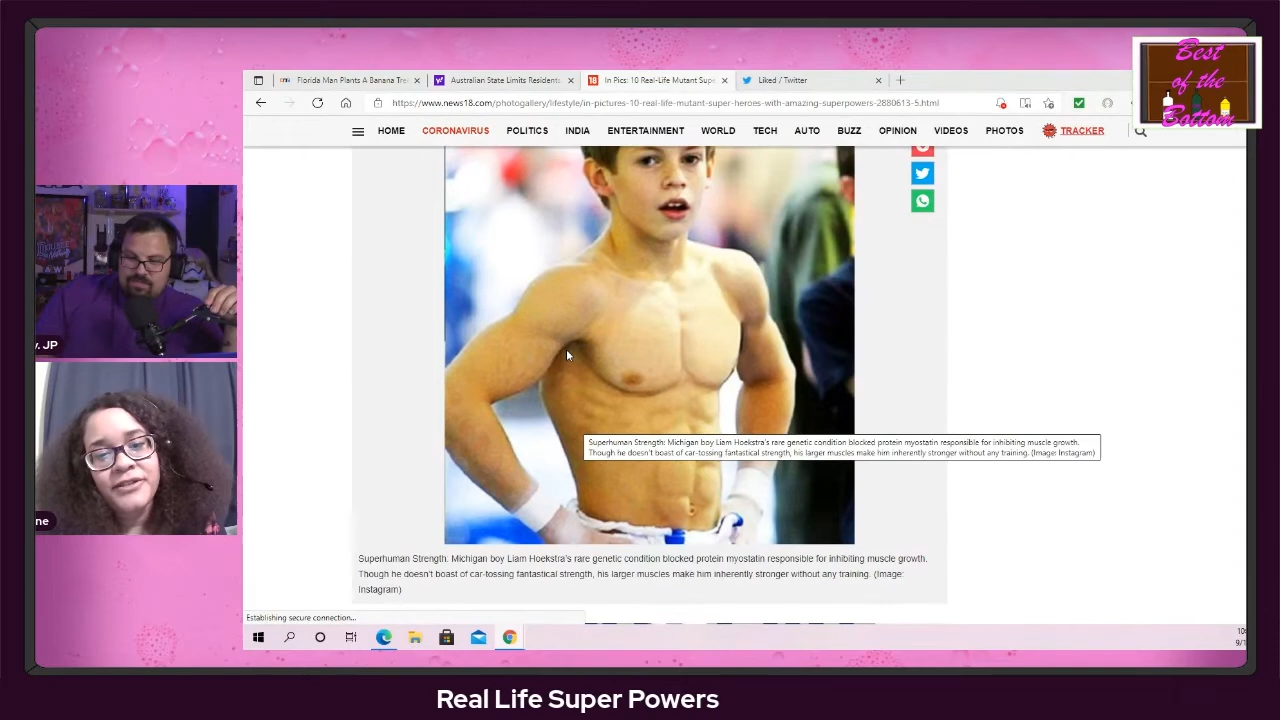 Best
of the
Bottom
Florida Man Plants A Banana Tre
Australian State Limits Residents
In Pics: 10 Real-Life Mutant Supe
Liked / Twitter
https://www.news18.com/photogallery/lifestyle/in-pictures-10-real-life-mutant-super-heroes-with-amazing-superpowers-2880613-5.html
HOME CORONAVIRUS POLITICS INDIA ENTERTAINMENT WORLD TECH AUTO BUZZ OPINION VIDEOS PHOTOS TRACKER
. JP
ne
Superhuman Strength: Michigan boy Liam Hoekstra's rare genetic condition blocked protein myostatin responsible for inhibiting muscle growth.
Though he doesn't boast of car-tossing fantastical strength, his larger muscles make him inherently stronger without any training. (Image: Instagram)
Superhuman Strength: Michigan boy Liam Hoekstra's rare genetic condition blocked protein myostatin responsible for inhibiting muscle growth.
Though he doesn't boast of car-tossing fantastical strength, his larger muscles make him inherently stronger without any training. (Image:
Instagram)
Establishing secure connection...
Real Life Super Powers